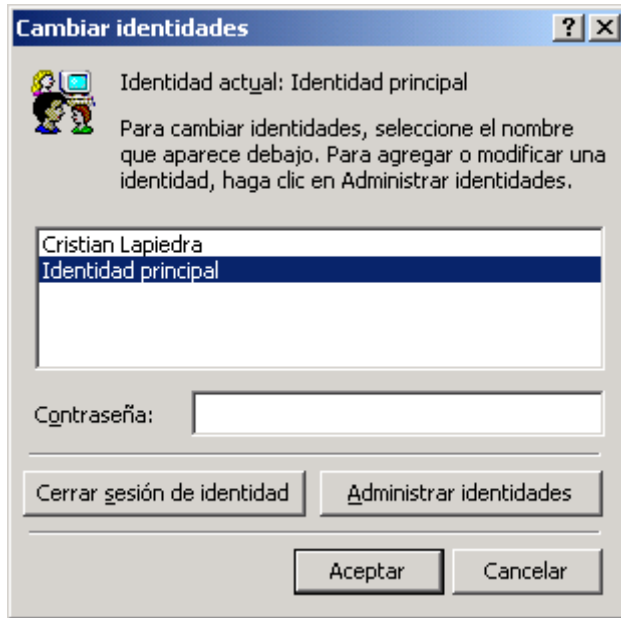 Cambiar identidades
Identidad actual: Identidad principal
Para cambiar identidades, seleccione el nombre
que aparece debajo. Para agregar o modificar una
identidad, haga clic en Administrar identidades.
Cristian Lapiedra
Identidad principal
Contraseña:
Cerrar sesión de identidad
Administrar identidades
Aceptar
Cancelar